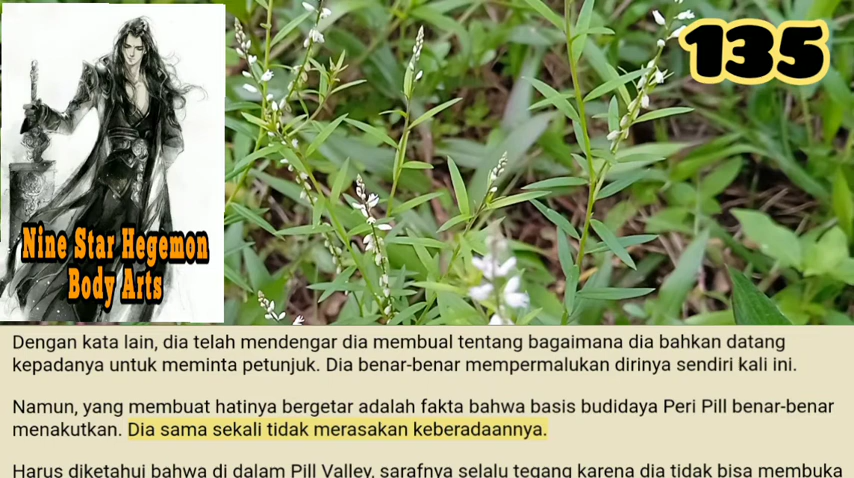 135
Nine Star Hegemon
Body Arts
Dengan kata lain, dia telah mendengar dia membual tentang bagaimana dia bahkan datang
kepadanya untuk meminta petunjuk. Dia benar-benar mempermalukan dirinya sendiri kali ini.
Namun, yang membuat hatinya bergetar adalah fakta bahwa basis budidaya Peri Pill benar-benar
menakutkan. Dia sama sekali tidak merasakan keberadaannya.
Harus diketahui bahwa di dalam Pill Valley, sarafnya selalu tegang karena dia tidak bisa membuka